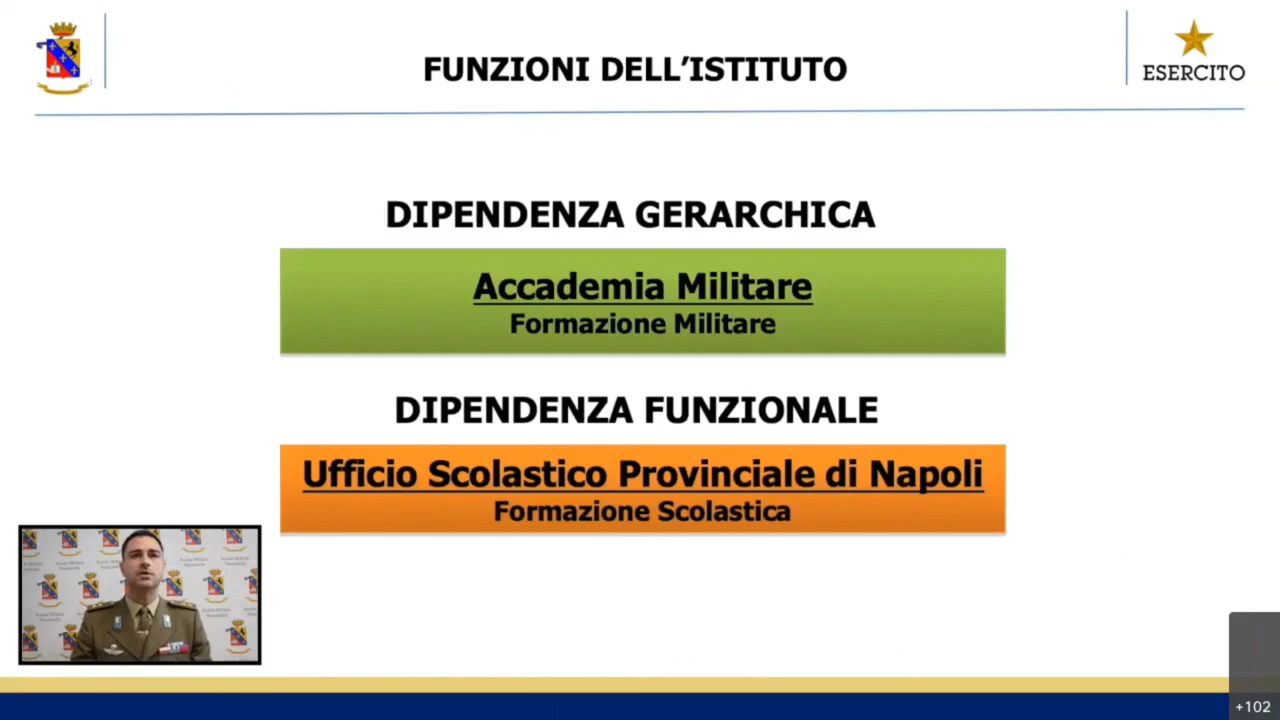 FUNZIONI DELL’ISTITUTO
ESERCITO
DIPENDENZA GERARCHICA
Accademia Militare
Formazione Militare
DIPENDENZA FUNZIONALE
Ufficio Scolastico Provinciale di Napoli
Formazione Scolastica
+102